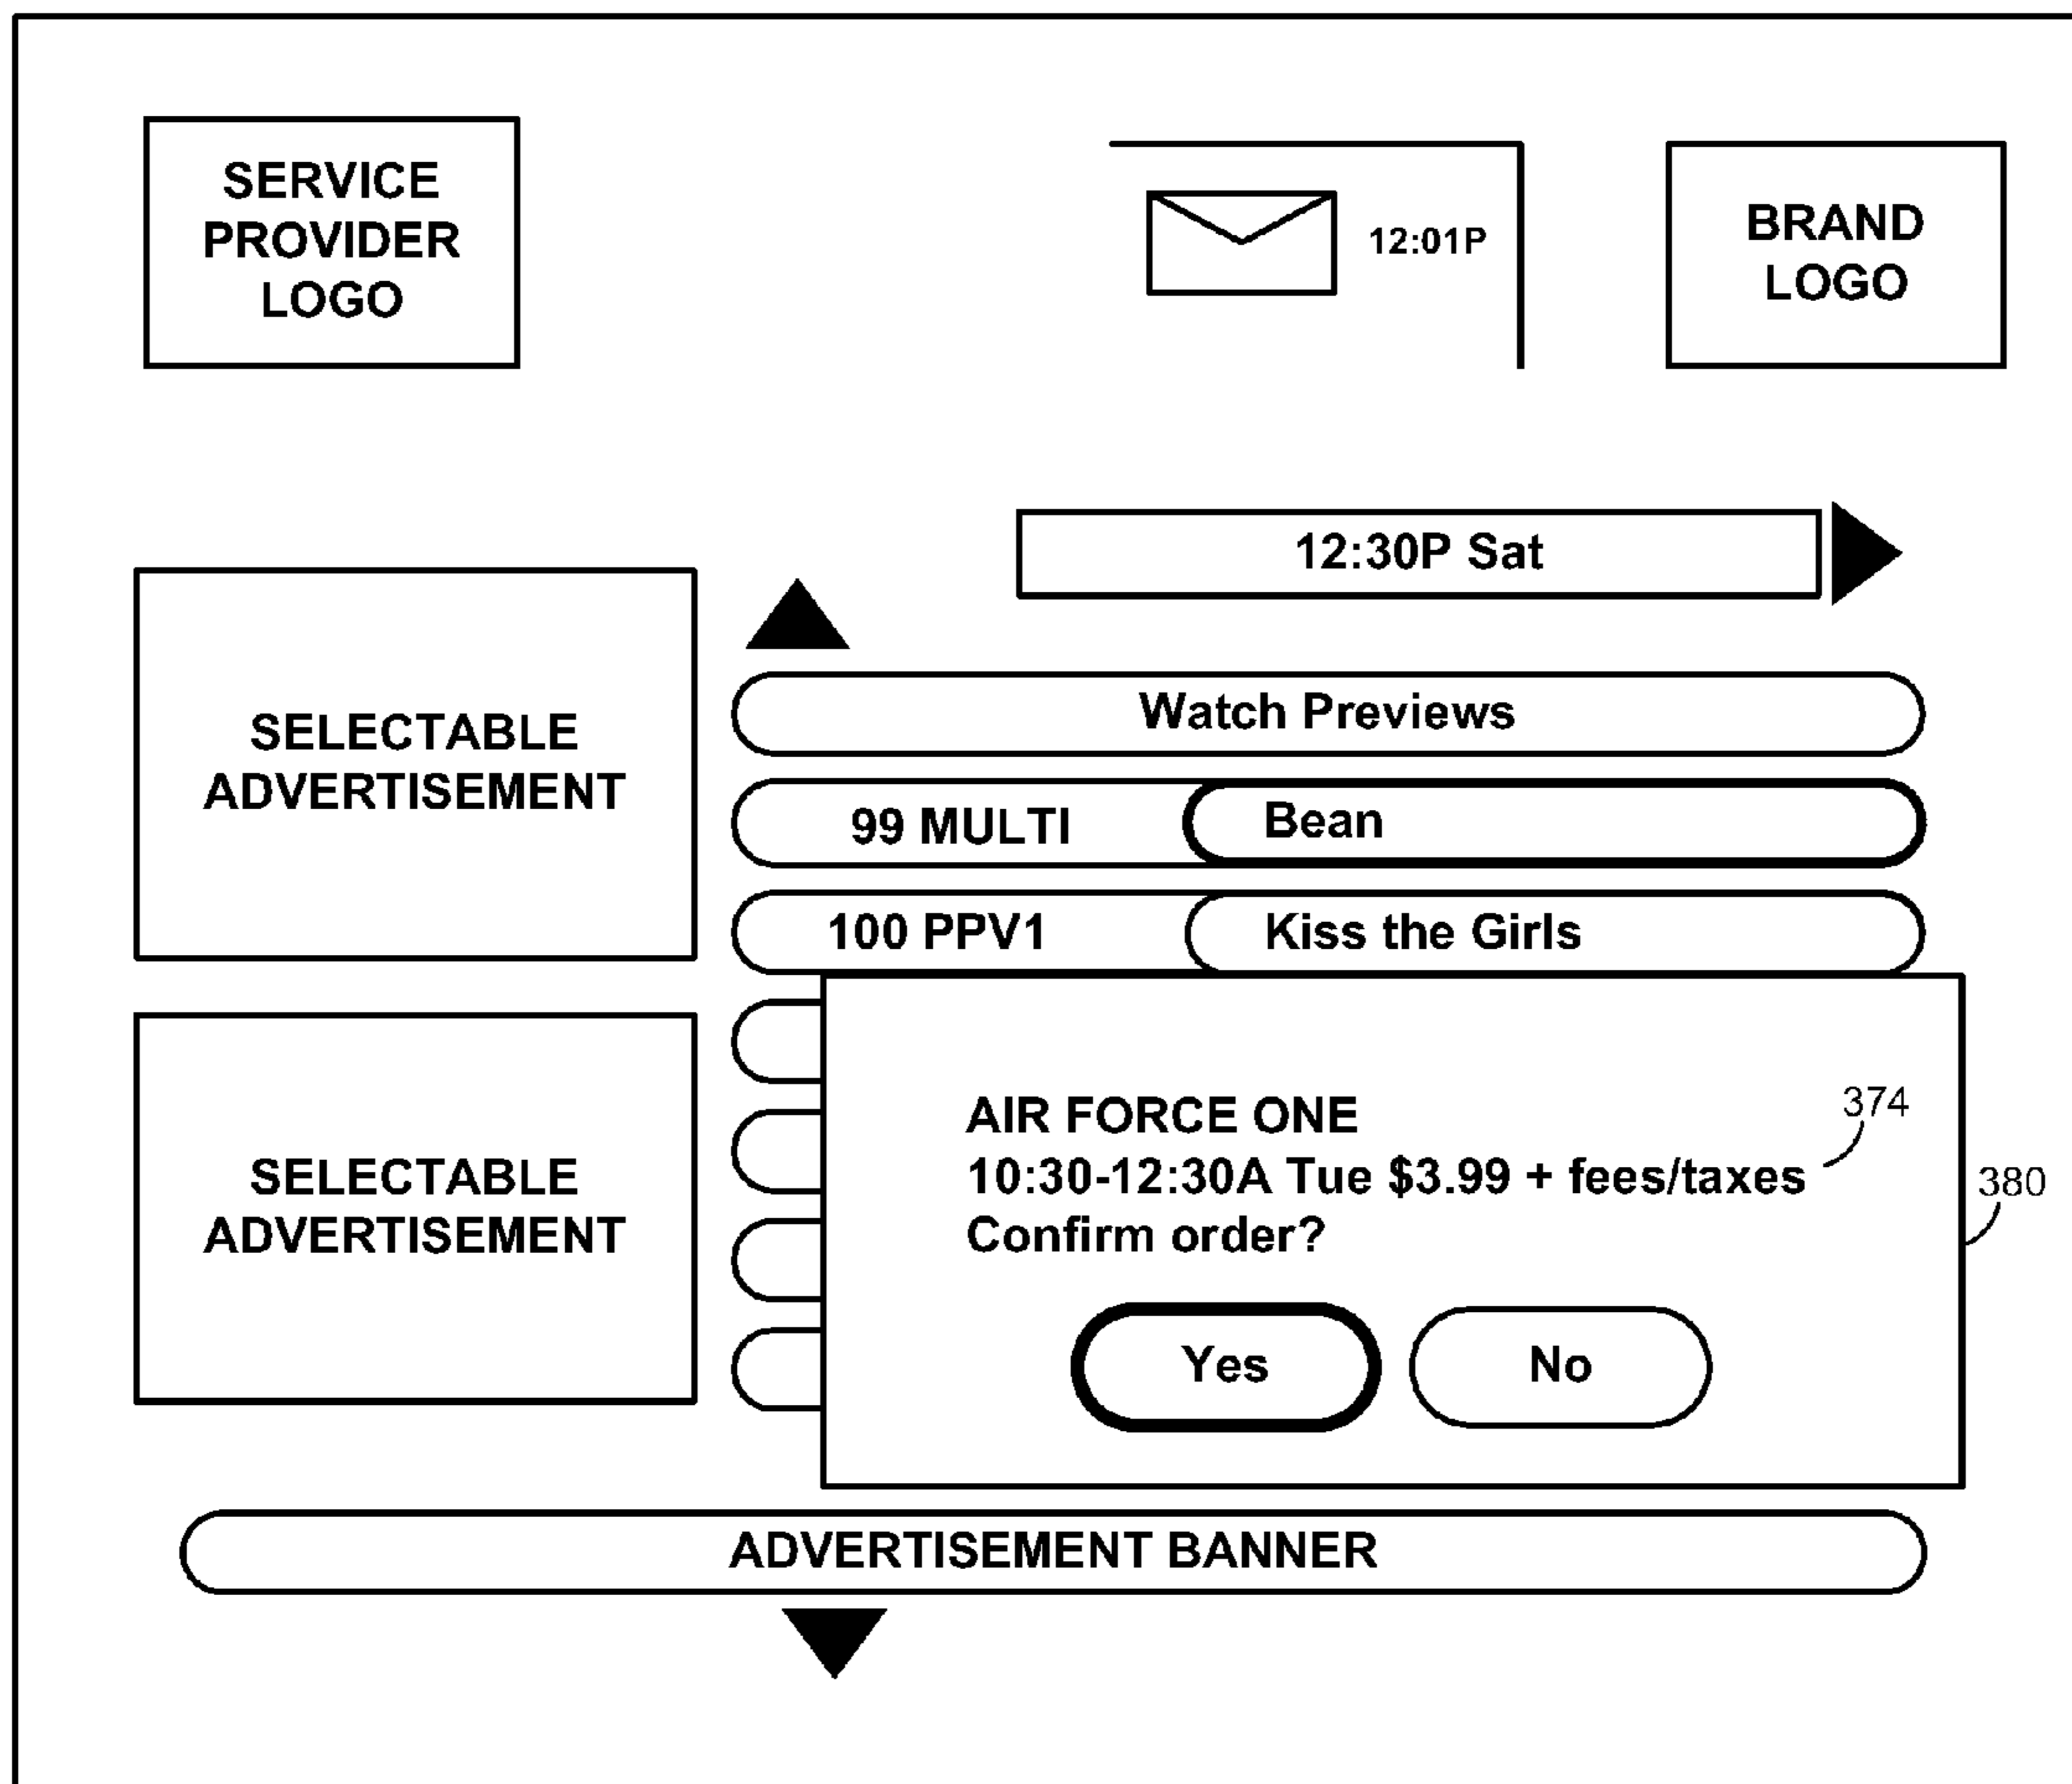 SERVICE
PROVIDER
LOGO
12:01P
BRAND
LOGO
12:30P Sat
SELECTABLE
ADVERTISEMENT
Watch Previews
99 MULTI Bean
100 PPV1 Kiss the Girls
SELECTABLE
ADVERTISEMENT
AIR FORCE ONE
374
10:30-12:30A Tue $3.99 + fees/taxes
380
Confirm order?
Yes No
ADVERTISEMENT BANNER